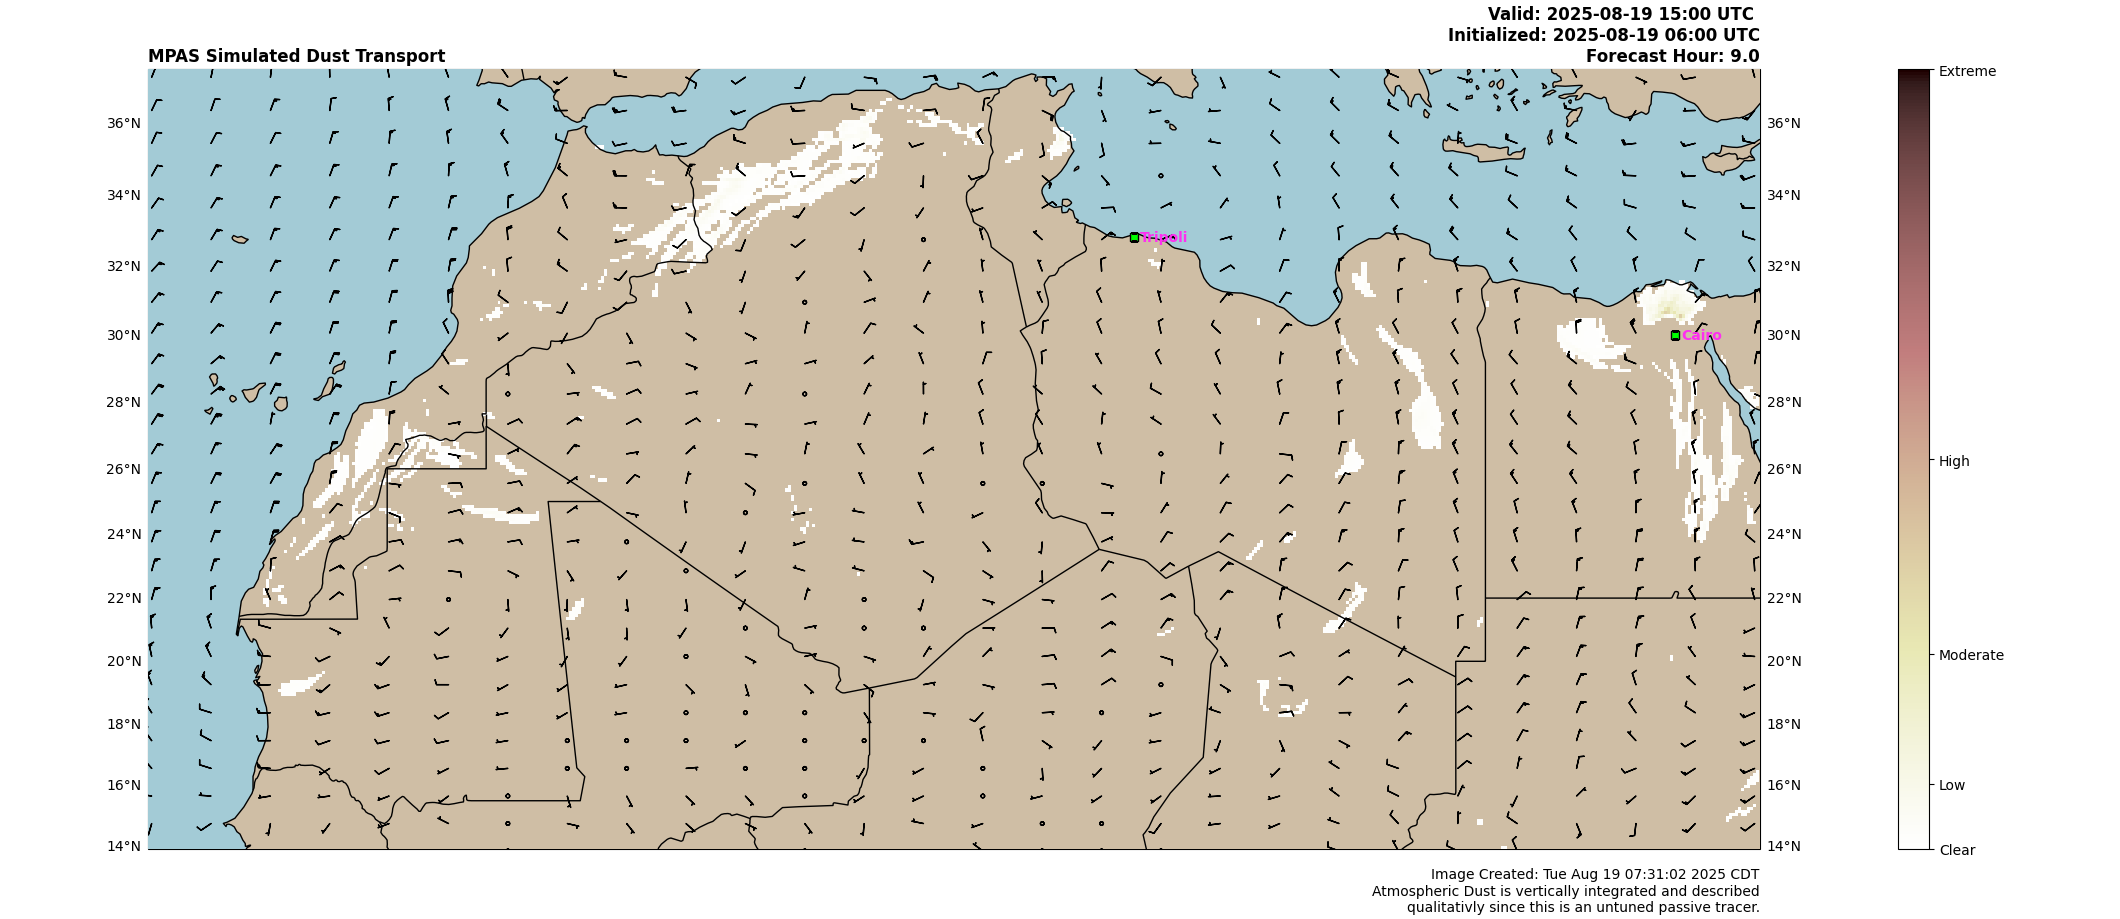 Valid: 2025-08-19 15:00 UTC
Initialized: 2025-08-19 06:00 UTC
MPAS Simulated Dust Transport
Forecast Hour: 9.0
Extreme
36°N
36°N
34°N
34°N
Tripoli
32°N
32°N
30°N
Cairo
30°N
28°N
28°N
26°N
26°N
High
24°N
24°N
22°N
22°N
20°N
20°N
Moderate
18°N
18°N
16°N
16°N
Low
14°N
14°N
Clear
Image Created: Tue Aug 19 07:31:02 2025 CDT
Atmospheric Dust is vertically integrated and described
qualitativly since this is an untuned passive tracer.